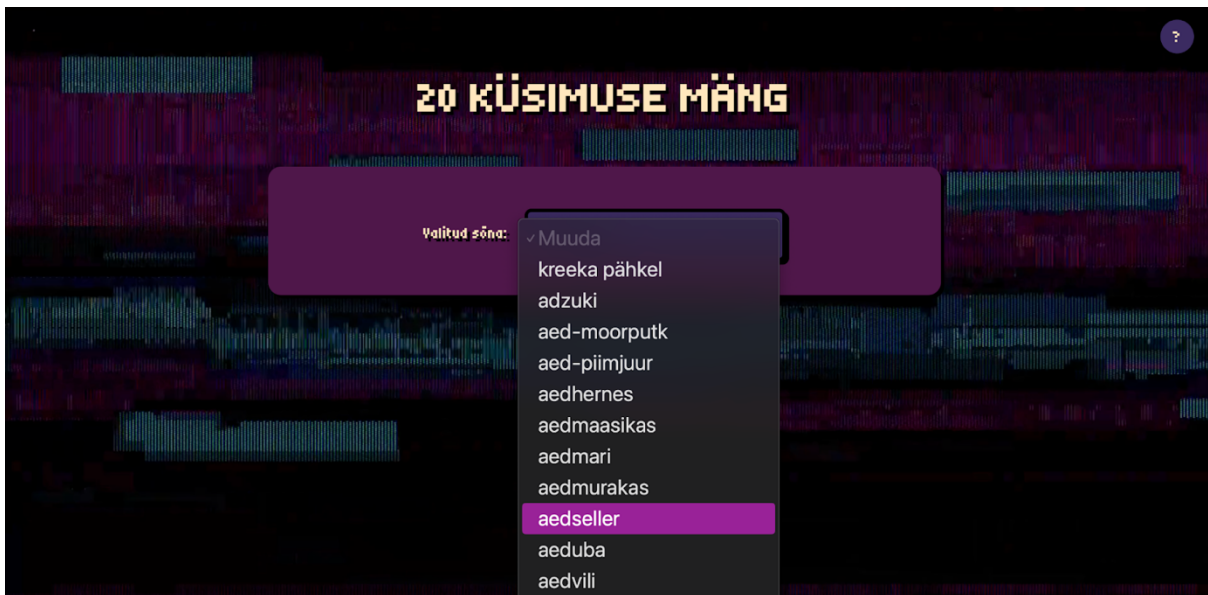 ?
20 KÜSIMUSE MÄNG
Valitud sõna:
✓ Muuda
kreeka pähkel
adzuki
aed-moorputk
aed-piimjuur
aedhernes
aedmaasikas
aedmari
aedmurakas
aedseller
aeduba
aedvili